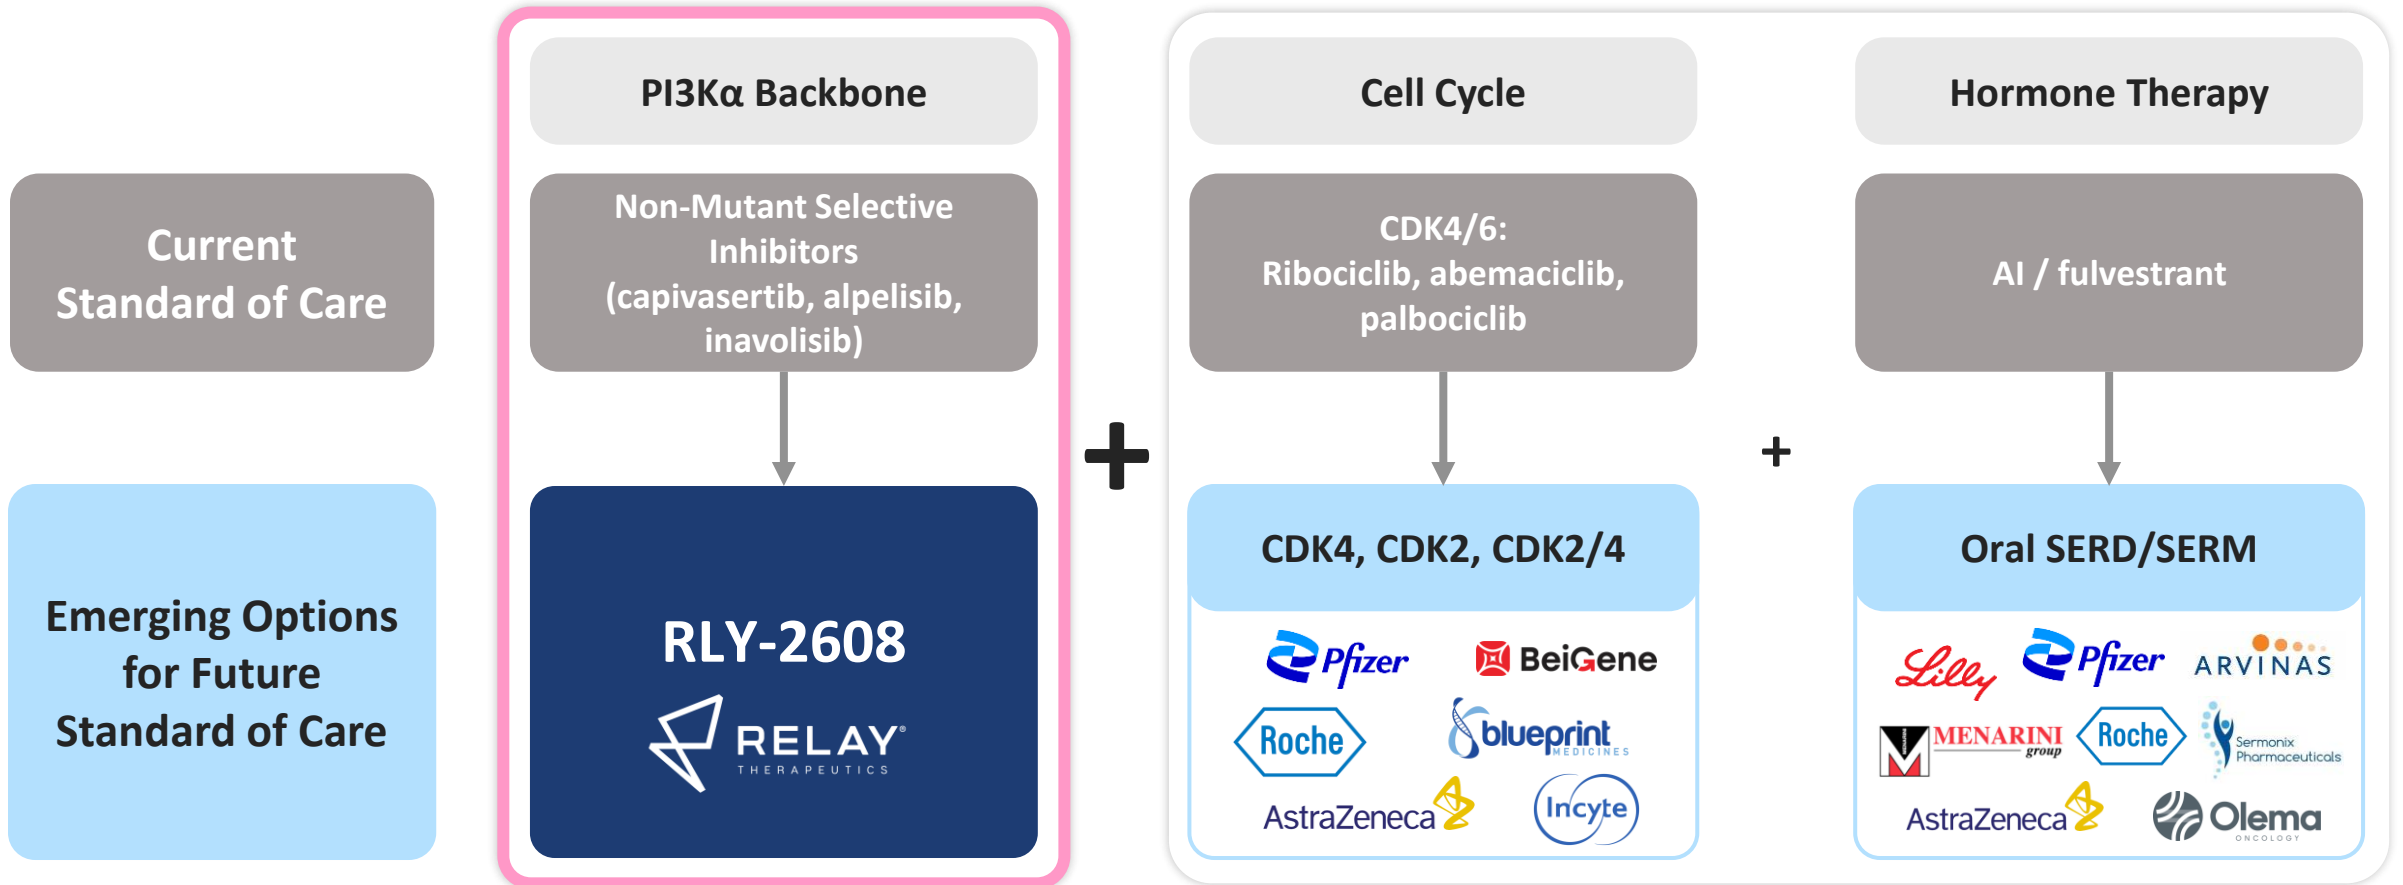 PI3Kα Backbone
Cell Cycle
Hormone Therapy
Current
Standard of Care
Non-Mutant Selective
Inhibitors
(capivasertib, alpelisib,
inavolisib)
CDK4/6:
Ribociclib, abemaciclib,
palbociclib
AI / fulvestrant
+
+
Emerging Options
for Future
Standard of Care
RLY-2608
RELAY®
THERAPEUTICS
CDK4, CDK2, CDK2/4
Pfizer
BeiGene
Roche
blueprint
MEDICINES
AstraZeneca
Incyte
Oral SERD/SERM
Lilly
Pfizer
ARVINAS
MENARINI
group
Roche
Sermonix
Pharmaceuticals
AstraZeneca
Olema
ONCOLOGY